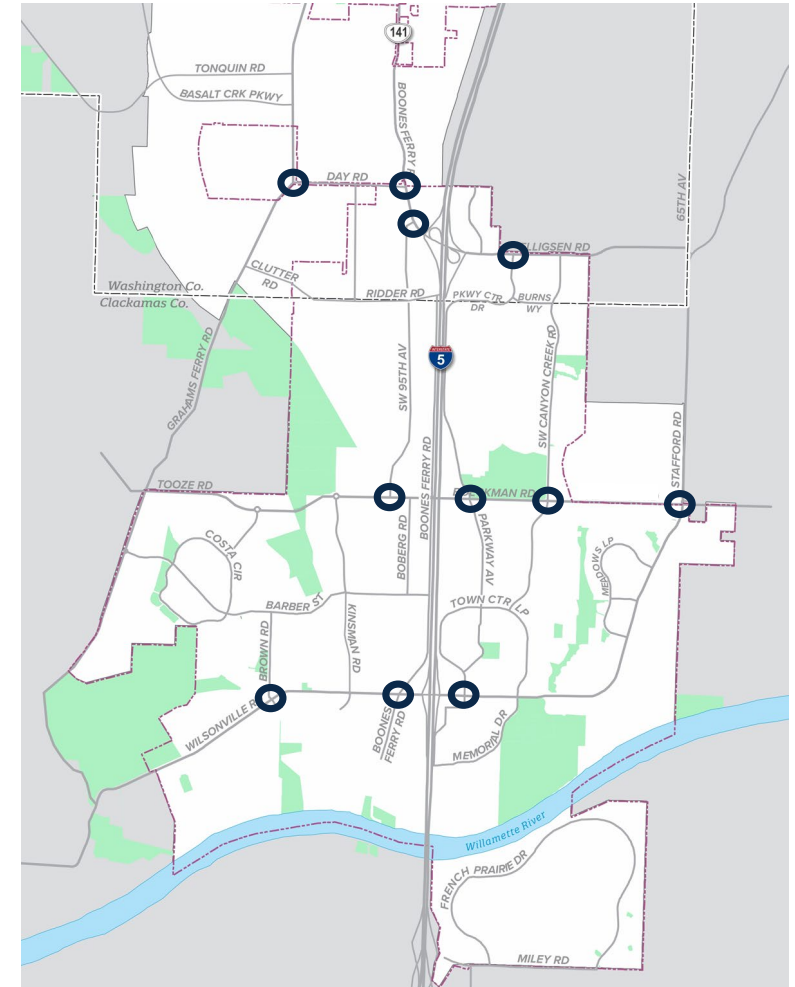 141
TONQUIN RD
BASALT CRK PKWY
BOONES FERRY R
DAY RD
65TH AV
LLIGSEN RD
CLUTTER
RD
Washington Co.
Clackamas Co.
RIDDER RD
PKWY CTR
DR
BURNS
WY
GRAHAMS FERRY RD
SW 95TH AV
5
SW CANYON CREEK RD
BOONES FERRY RD
STAFFORD RD
TOOZE RD
KMAN RD
COSTA CIR
BOBERG RD
PARKWAY AV
MEADOWS LP
BARBER ST
TOWN CTR LP
BROWN RD
KINSMAN RD
WILSONVILLE R
BOONES
FERRY RD
MEMORIAL DR
Willamette River
FRENCH PRAIRIE DR
MILEY RD